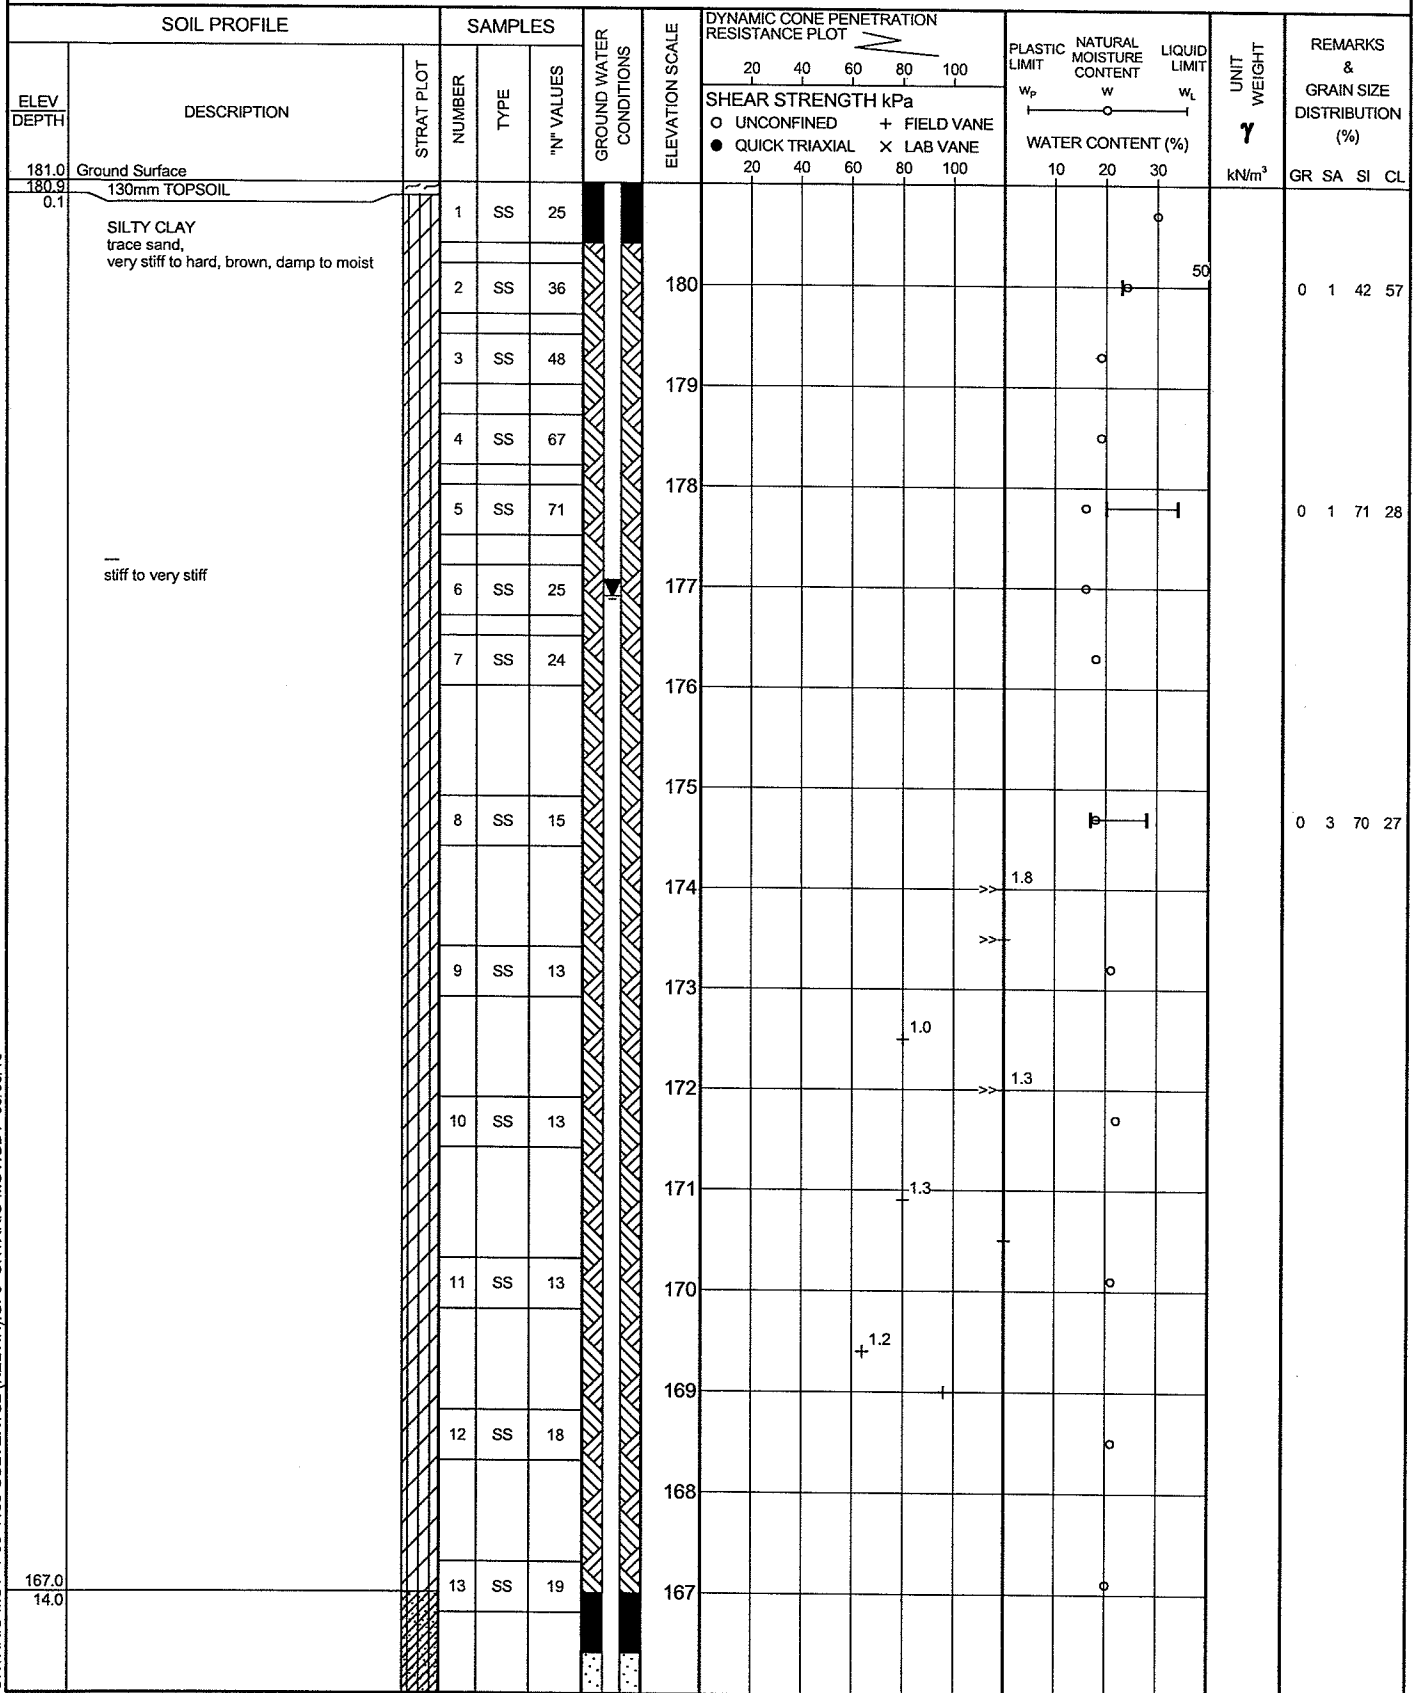 SOIL PROFILE
SAMPLES
GROUND WATER CONDITIONS
ELEVATION SCALE
DYNAMIC CONE PENETRATION
RESISTANCE PLOT
20 40 60 80 100
SHEAR STRENGTH kPa
O UNCONFINED + FIELD VANE
● QUICK TRIAXIAL × LAB VANE
20 40 60 80 100
PLASTIC LIMIT
NATURAL MOISTURE CONTENT
LIQUID LIMIT
WP W WL
WATER CONTENT (%)
10 20 30
UNIT WEIGHT
γ
kN/m³
REMARKS
&
GRAIN SIZE
DISTRIBUTION
(%)
GR SA SI CL
ELEV
DEPTH
DESCRIPTION
STRAT PLOT
NUMBER
TYPE
"N" VALUES
181.0 Ground Surface
180.9 130mm TOPSOIL
0.1
SILTY CLAY
trace sand,
very stiff to hard, brown, damp to moist
1 SS 25
50
2 SS 36 180 0 1 42 57
3 SS 48
179
4 SS 67
178
5 SS 71 0 1 71 28
stiff to very stiff
6 SS 25 177
7 SS 24
176
175
8 SS 15 0 3 70 27
174 >> 1.8
>>
9 SS 13
173
1.0
172 >> 1.3
10 SS 13
171 1.3
11 SS 13 170
1.2
169
12 SS 18
168
167.0
14.0
13 SS 19 167